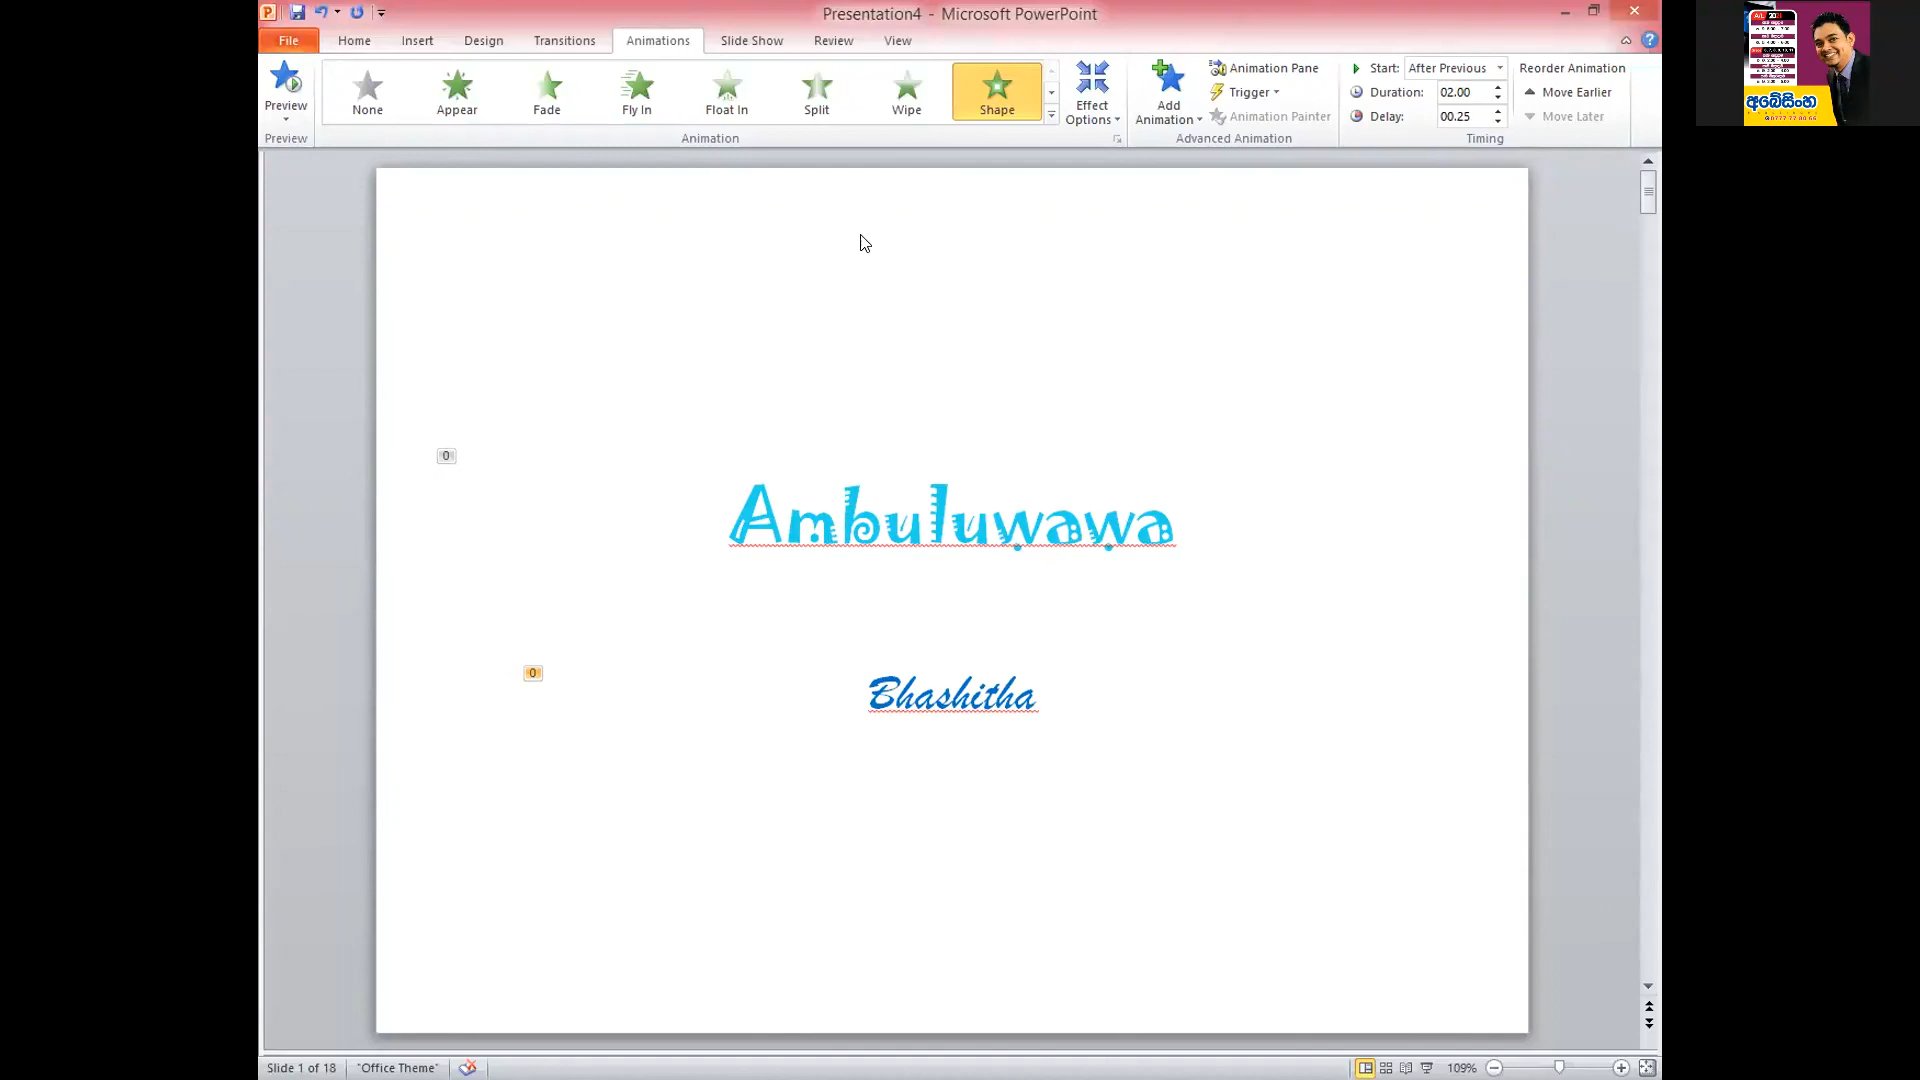 Presentation4 - Microsoft PowerPoint
File Home Insert Design Transitions Animations Slide Show Review View
Preview None Appear Fade Fly In Float In Split Wipe Shape Effect Options Add Animation
Animation Pane
Trigger
Animation Painter
Start: After Previous
Duration: 02.00
Delay: 00.25
Reorder Animation
Move Earlier
Move Later
Preview Animation Advanced Animation Timing
0
Ambuluwawa
0
Bhashitha
Slide 1 of 18 "Office Theme" 109%
A/L
අබේසිංහ